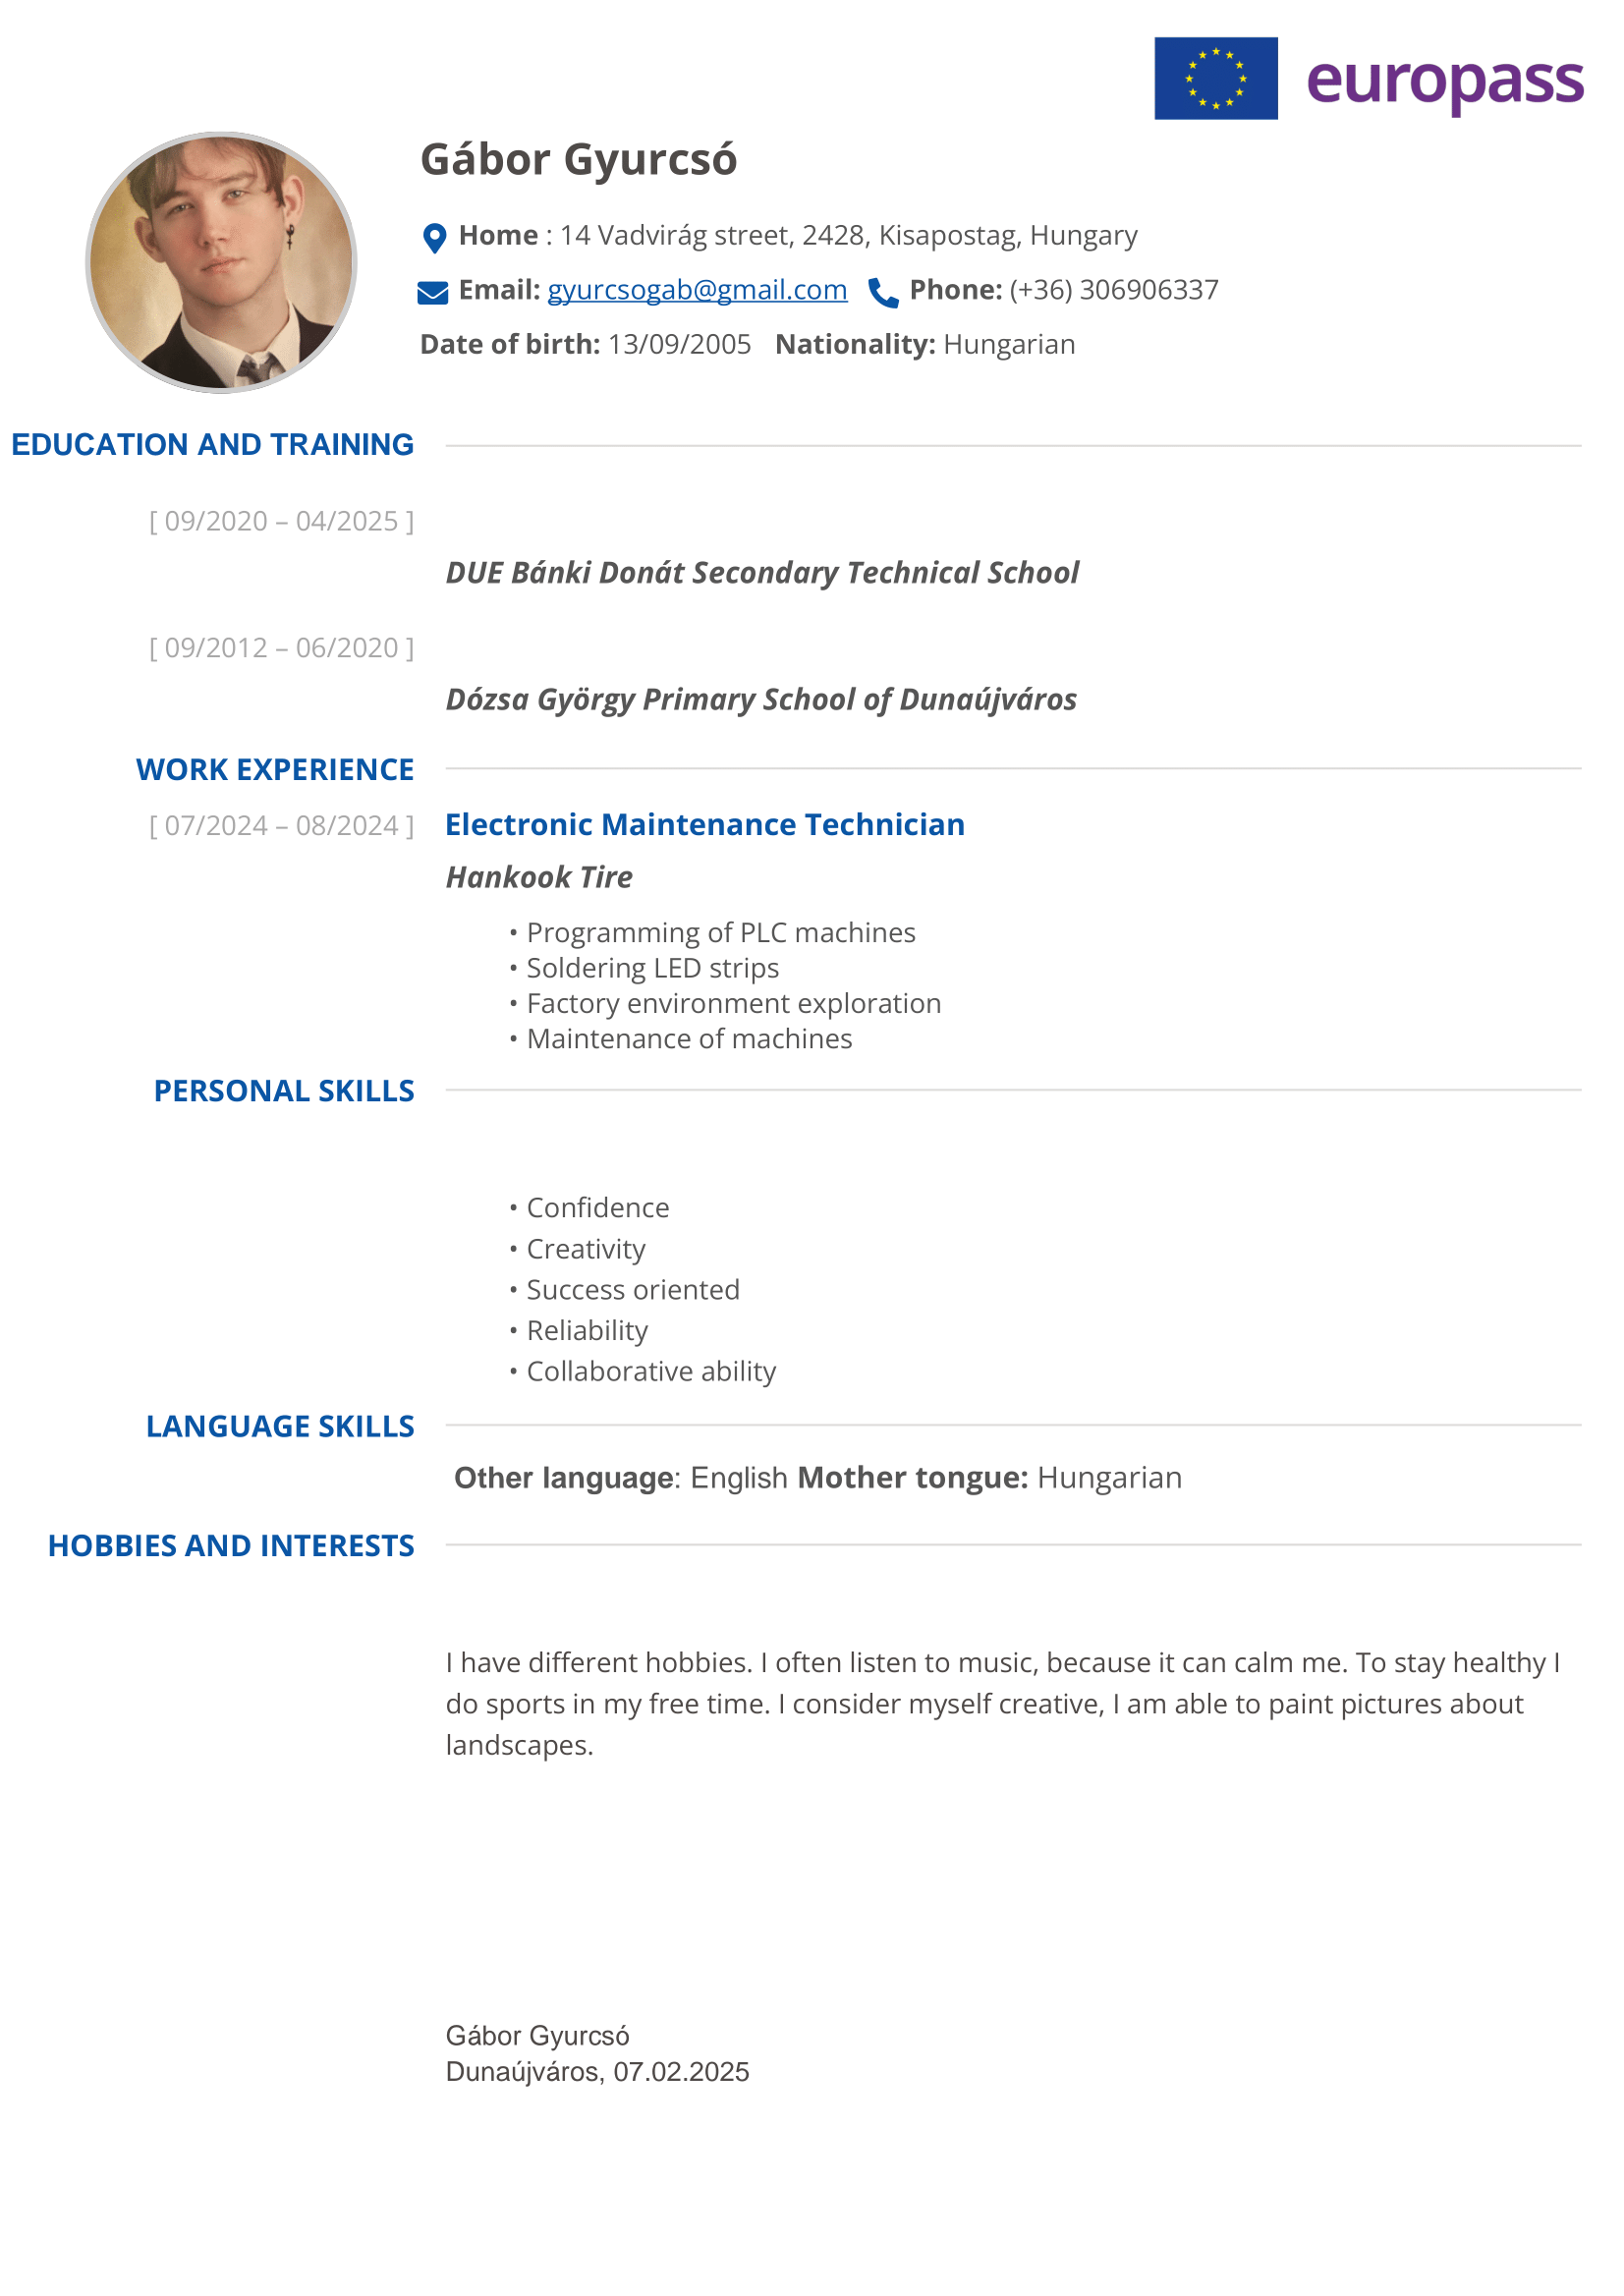 europass
Gábor Gyurcsó
Home : 14 Vadvirág street, 2428, Kisapostag, Hungary
Email: gyurcsogab@gmail.com Phone: (+36) 306906337
Date of birth: 13/09/2005 Nationality: Hungarian
EDUCATION AND TRAINING
[ 09/2020 – 04/2025 ]
DUE Bánki Donát Secondary Technical School
[ 09/2012 – 06/2020 ]
Dózsa György Primary School of Dunaújváros
WORK EXPERIENCE
[ 07/2024 – 08/2024 ] Electronic Maintenance Technician
Hankook Tire
• Programming of PLC machines
• Soldering LED strips
• Factory environment exploration
• Maintenance of machines
PERSONAL SKILLS
• Confidence
• Creativity
• Success oriented
• Reliability
• Collaborative ability
LANGUAGE SKILLS
Other language: English Mother tongue: Hungarian
HOBBIES AND INTERESTS
I have different hobbies. I often listen to music, because it can calm me. To stay healthy I
do sports in my free time. I consider myself creative, I am able to paint pictures about
landscapes.
Gábor Gyurcsó
Dunaújváros, 07.02.2025